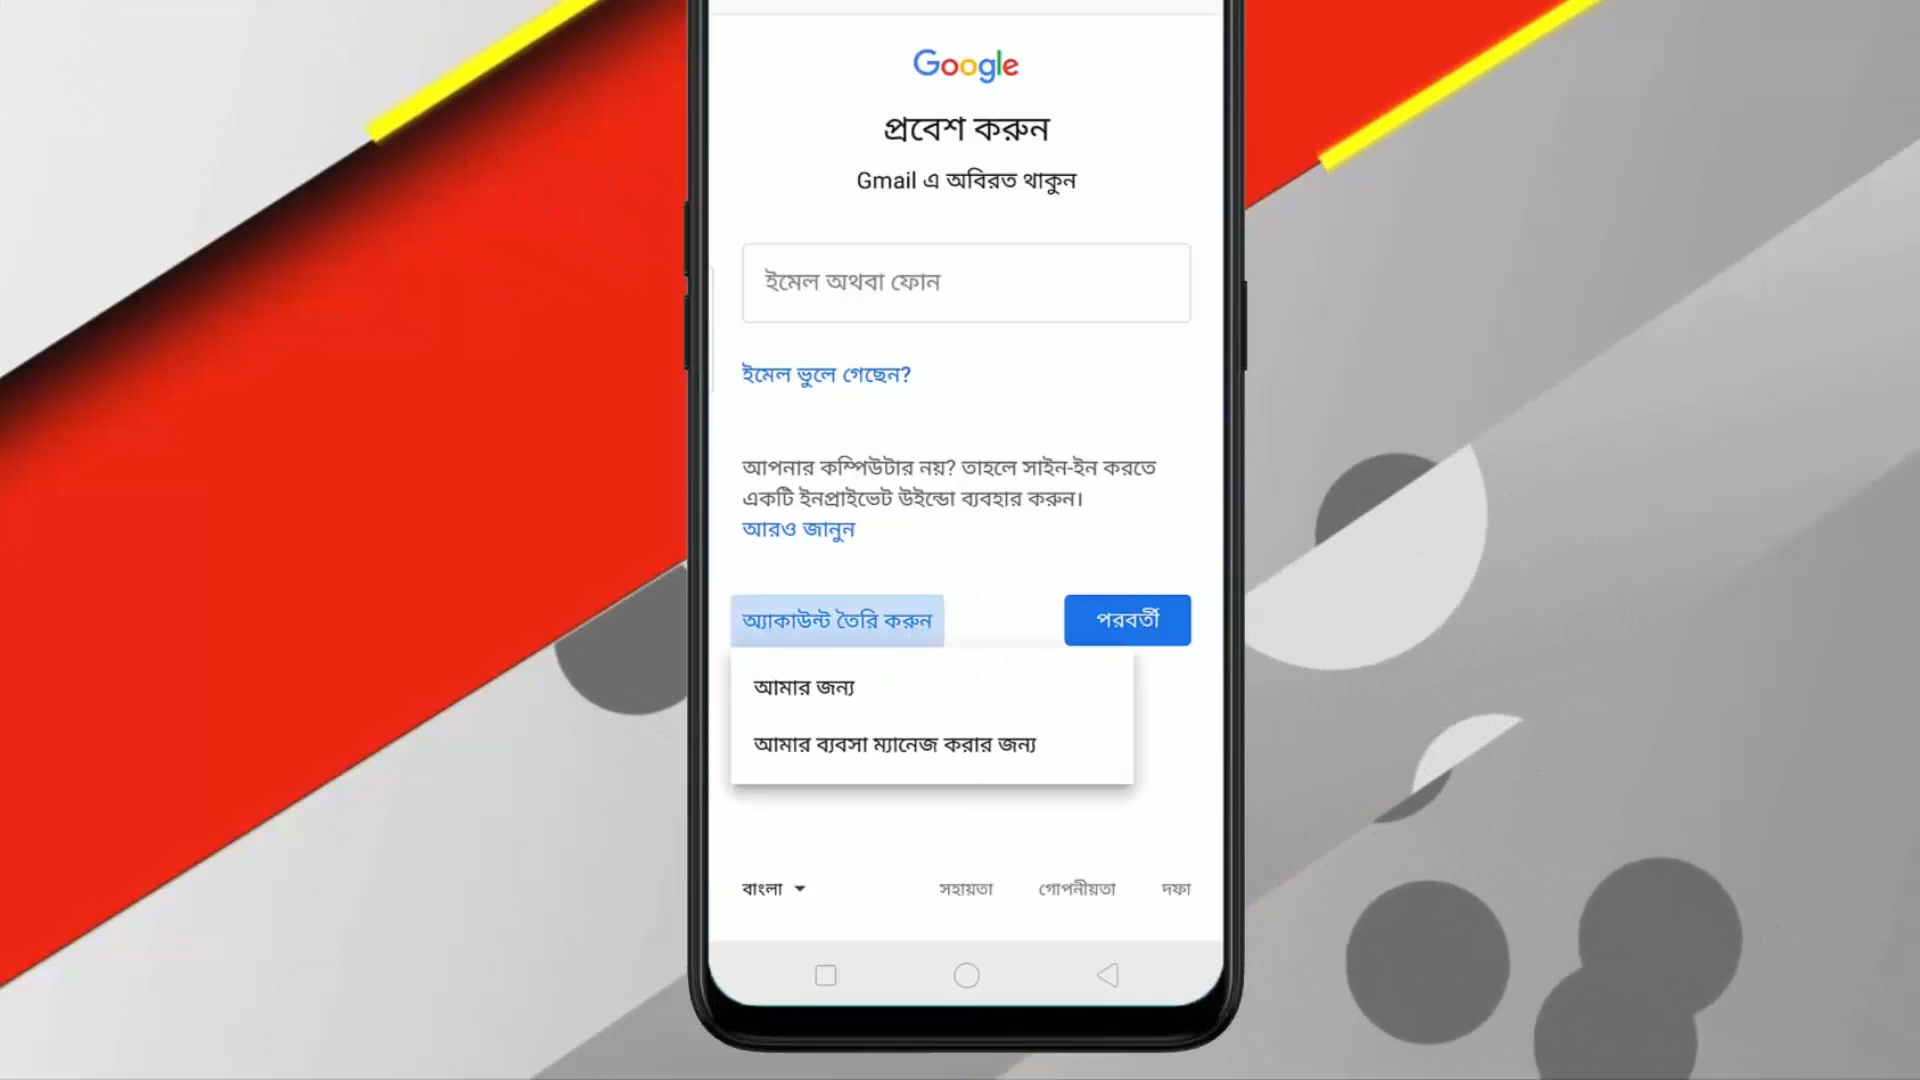 Google
প্রবেশ করুন
Gmail এ অবিরত থাকুন
ইমেল অথবা ফোন
ইমেল ভুলে গেছেন?
আপনার কম্পিউটার নয়? তাহলে সাইন-ইন করতে
একটি ইনপ্রাইভেট উইন্ডো ব্যবহার করুন।
আরও জানুন
অ্যাকাউন্ট তৈরি করুন পরবর্তী
আমার জন্য
আমার ব্যবসা ম্যানেজ করার জন্য
বাংলা সহায়তা গোপনীয়তা দফা